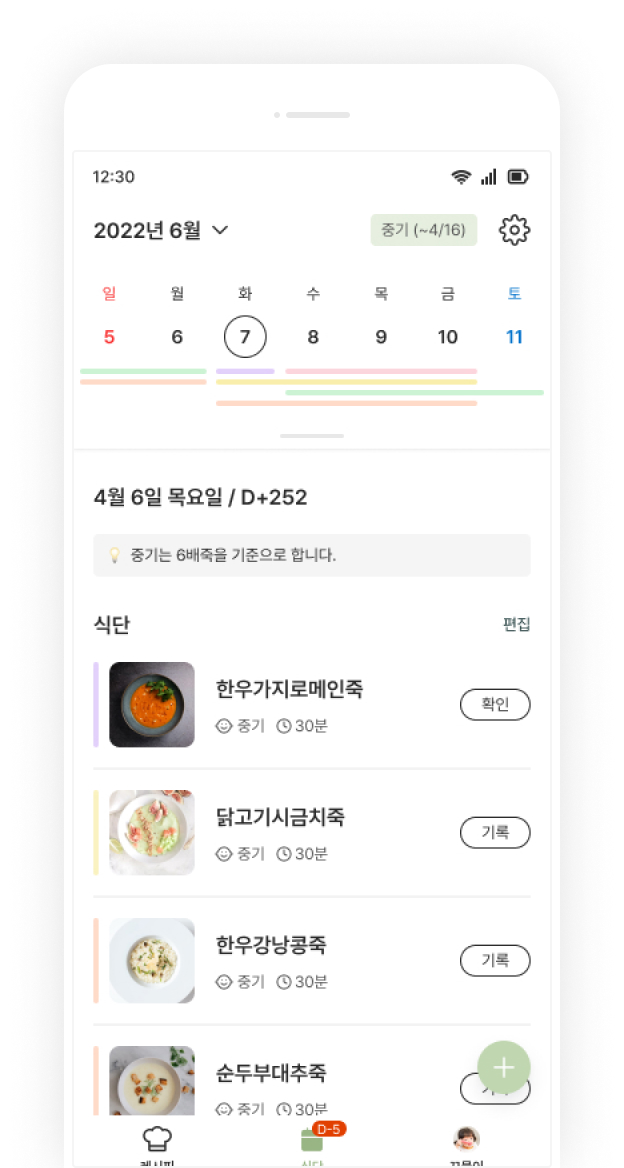 12:30
2022년 6월 중기 (~4/16)
일 월 화 수 목 금 토
5 6 7 8 9 10 11
4월 6일 목요일 / D+252
중기는 6배죽을 기준으로 합니다.
식단 편집
한우가지로메인죽
중기 30분
확인
닭고기시금치죽
중기 30분
기록
한우강낭콩죽
중기 30분
기록
순두부대추죽
중기 30분
D-5
레시피 식단